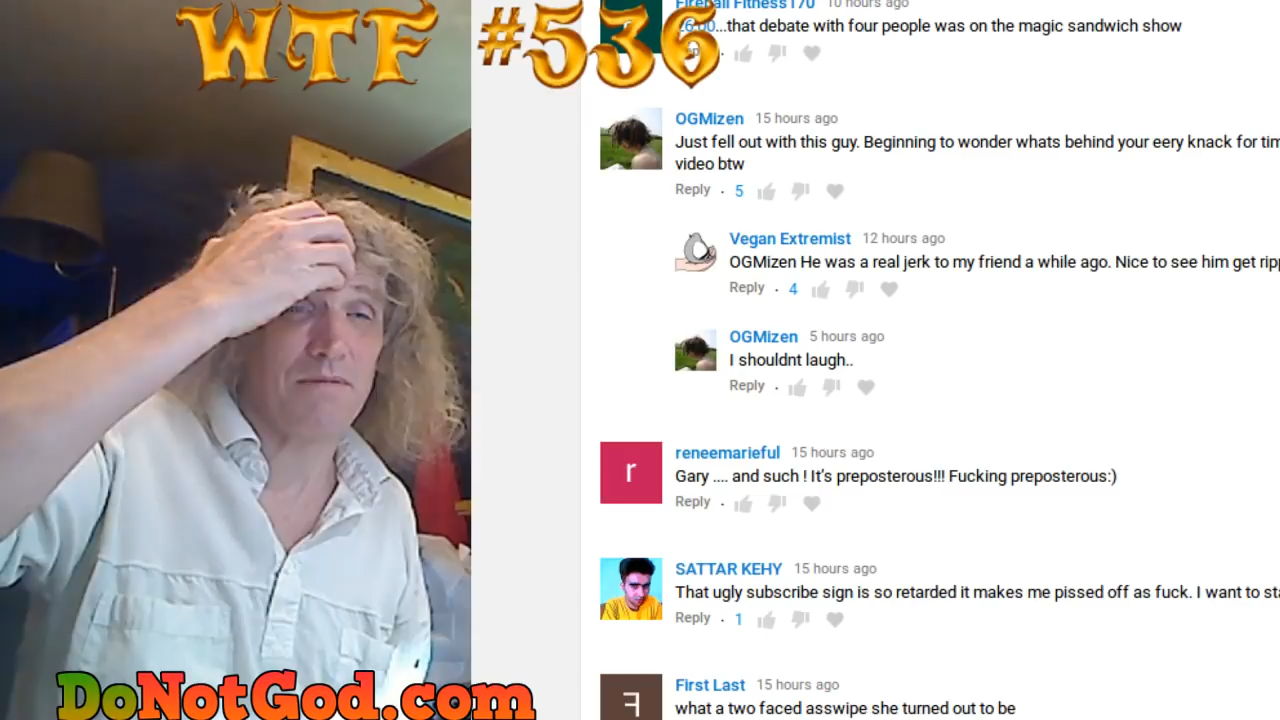 WTF #536
Fireball Fitness170 10 hours ago
...that debate with four people was on the magic sandwich show
OGMizen 15 hours ago
Just fell out with this guy. Beginning to wonder whats behind your eery knack for
video btw
Reply · 5
Vegan Extremist 12 hours ago
OGMizen He was a real jerk to my friend a while ago. Nice to see him get
Reply · 4
OGMizen 5 hours ago
I shouldnt laugh..
Reply ·
r
reneemarieful 15 hours ago
Gary .... and such ! It's preposterous!!! Fucking preposterous:)
Reply ·
SATTAR KEHY 15 hours ago
That ugly subscribe sign is so retarded it makes me pissed off as fuck. I want to
Reply · 1
First Last 15 hours ago
what a two faced asswipe she turned out to be
DoNotGod.com